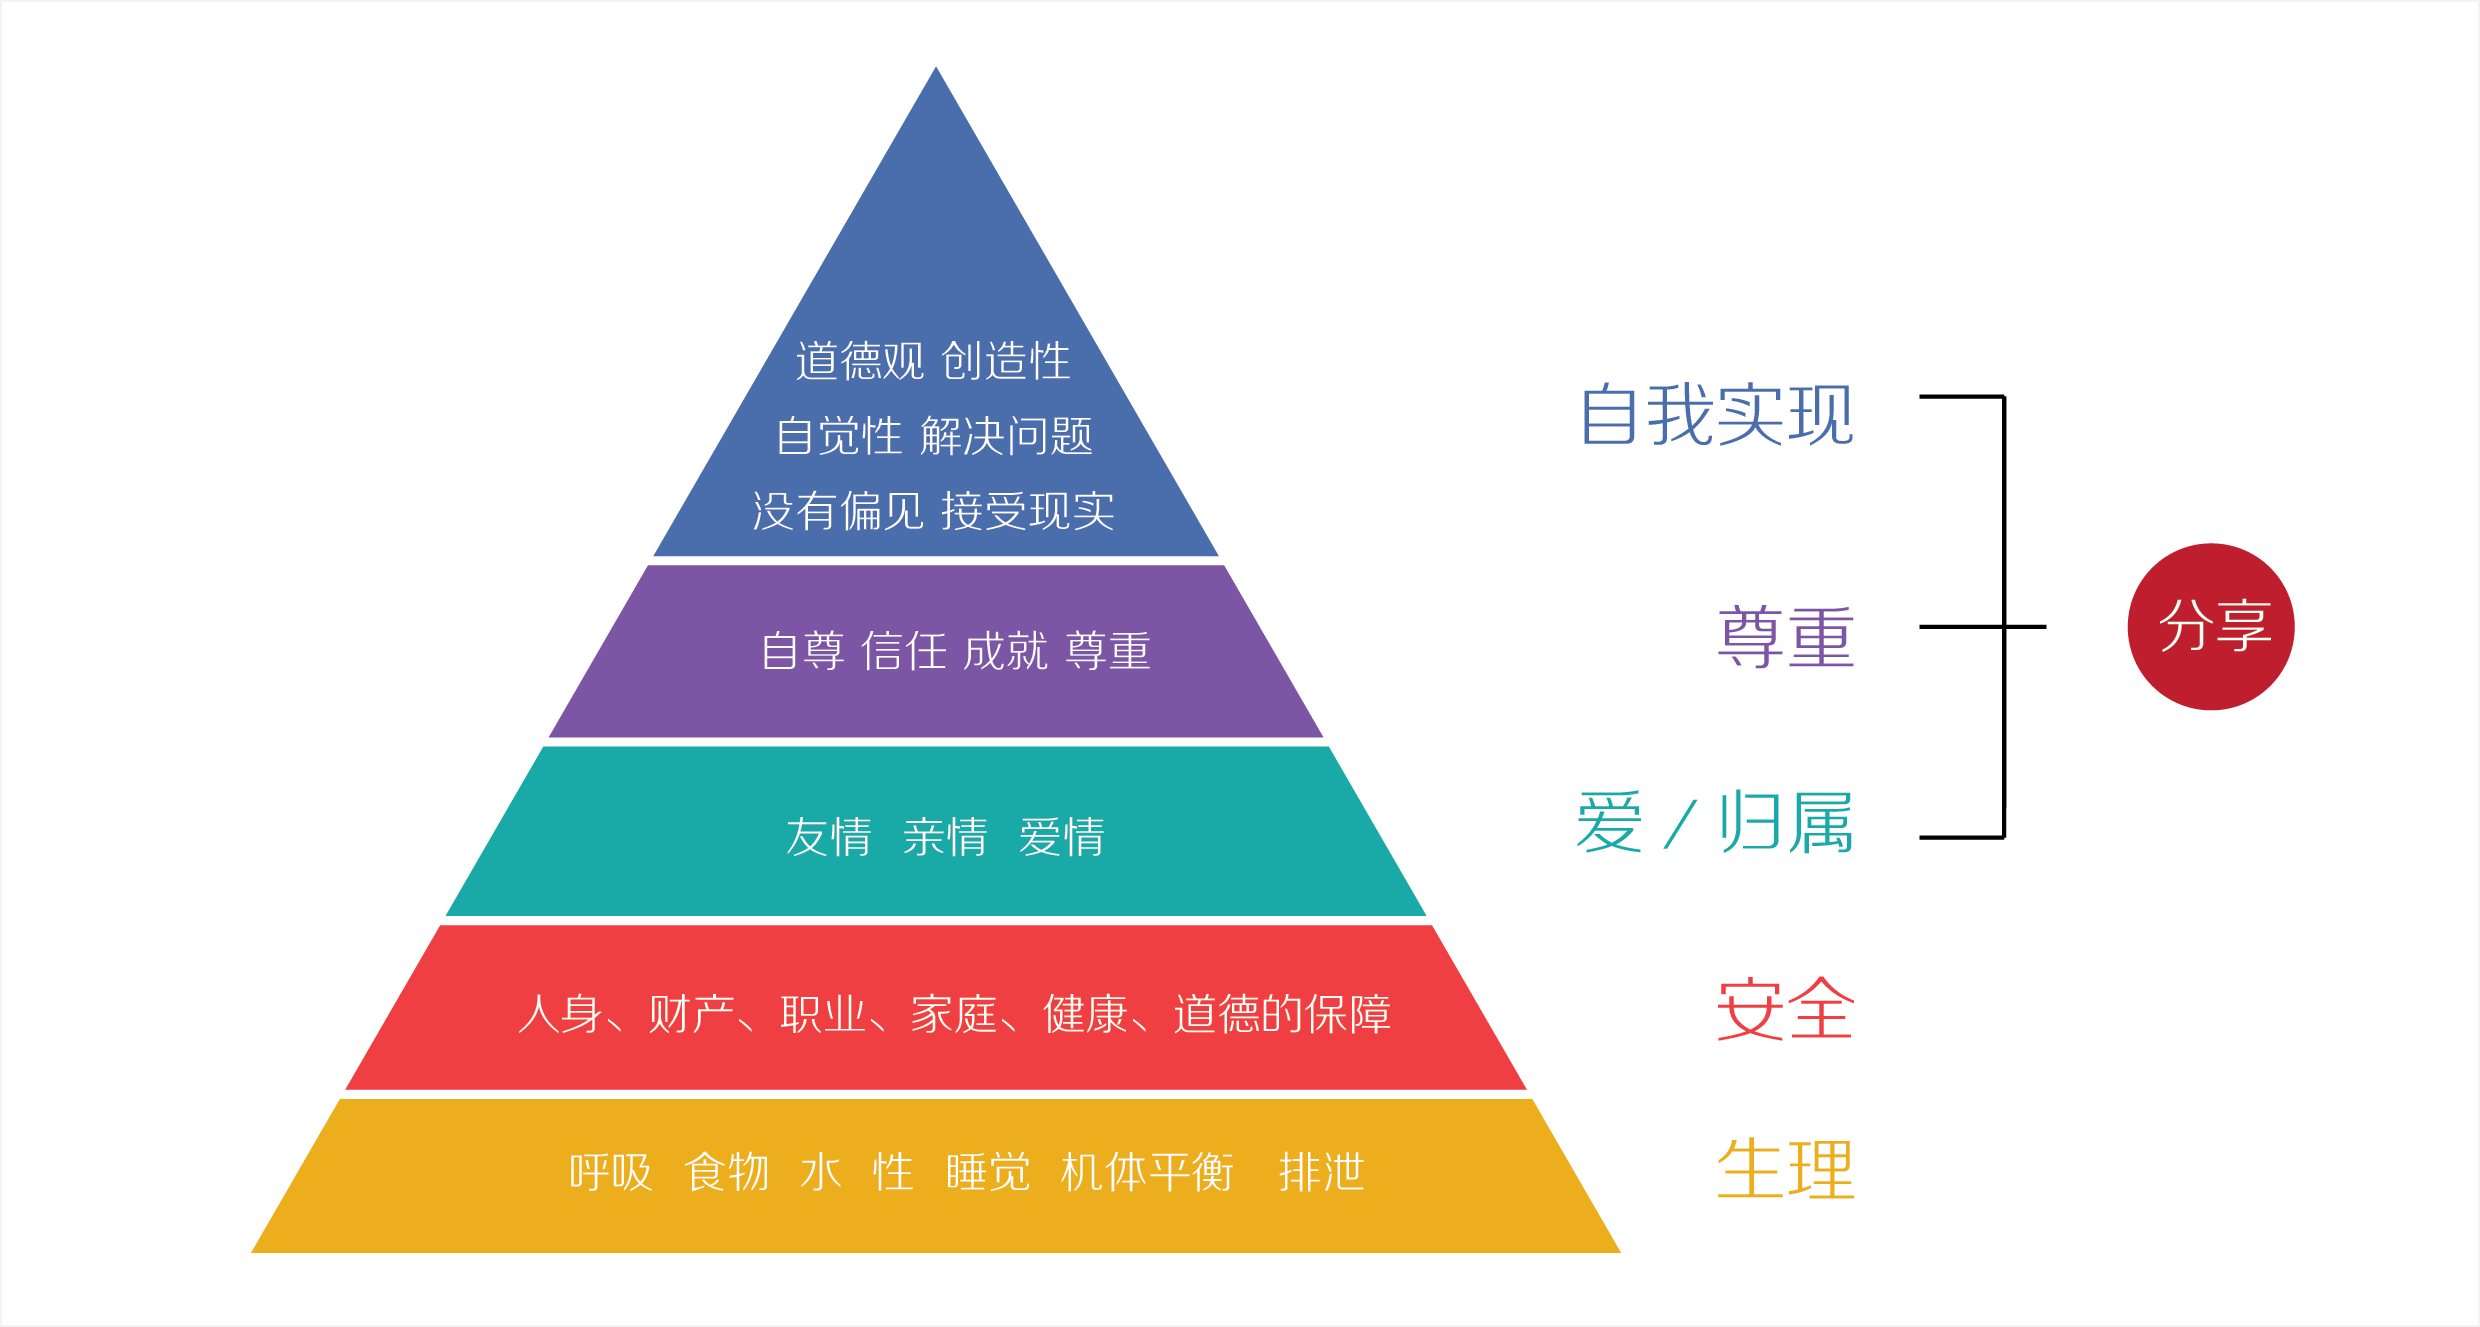 道德观 创造性
自觉性 解决问题
没有偏见 接受现实
自我实现
自尊 信任 成就 尊重
尊重
分享
友情 亲情 爱情
爱 / 归属
人身、财产、职业、家庭、健康、道德的保障
安全
呼吸 食物 水 性 睡觉 机体平衡 排泄
生理